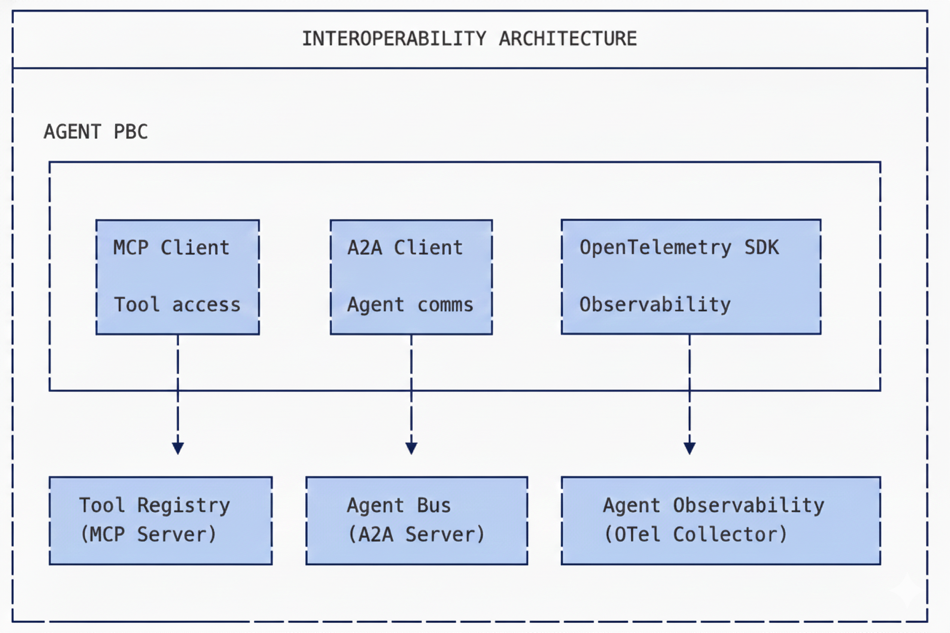 INTEROPERABILITY ARCHITECTURE
AGENT PBC
MCP Client
Tool access
A2A Client
Agent comms
OpenTelemetry SDK
Observability
Tool Registry
(MCP Server)
Agent Bus
(A2A Server)
Agent Observability
(OTel Collector)